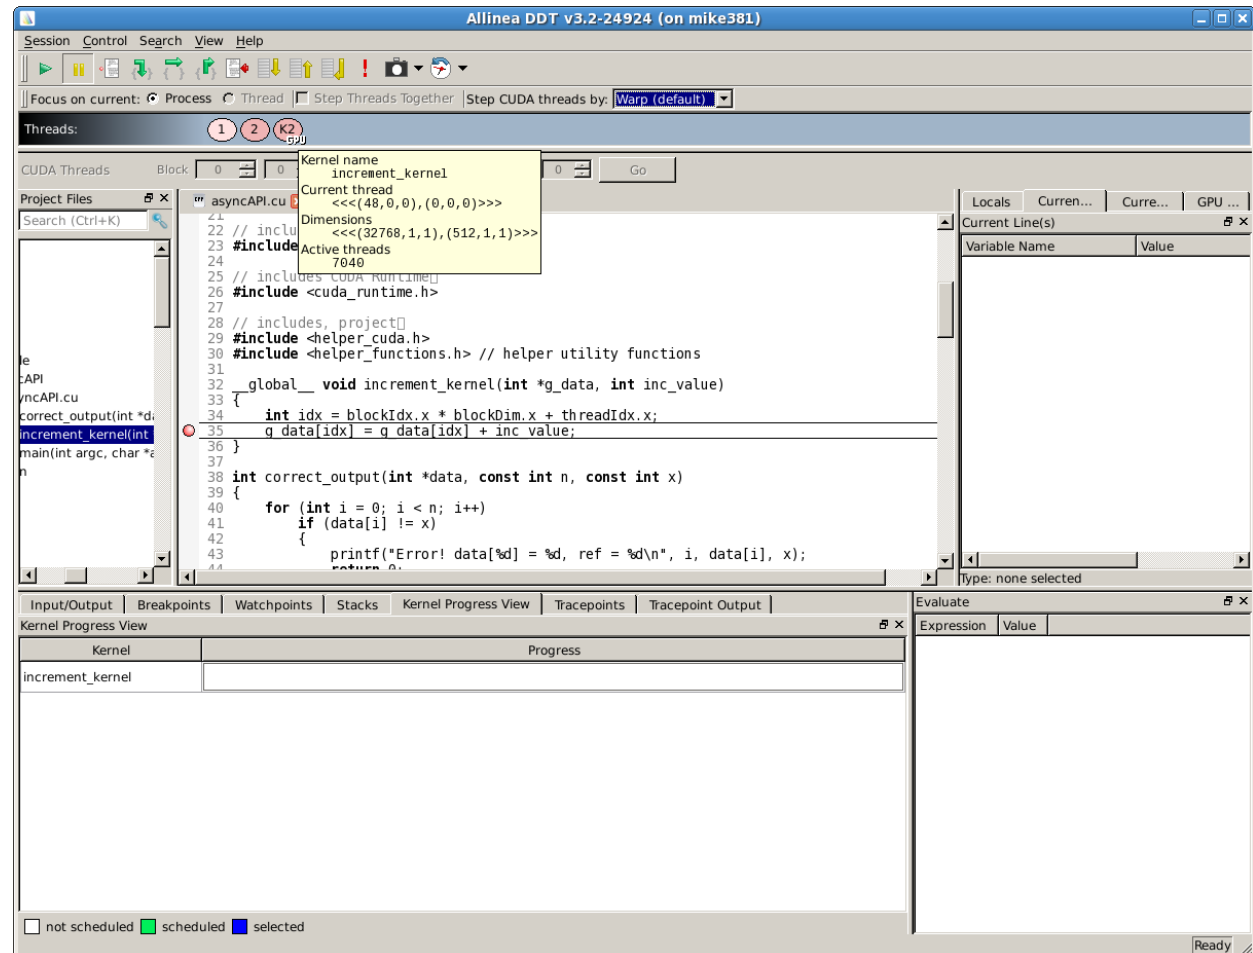 Allinea DDT v3.2-24924 (on mike381)
Session Control Search View Help
Focus on current: Process Thread Step Threads Together Step CUDA threads by: Warp (default)
Threads: 1 2 K2 GPU
CUDA Threads Block 0 0 0 Go
Kernel name
increment_kernel
Current thread
<<<(48,0,0),(0,0,0)>>>
Dimensions
<<<(32768,1,1),(512,1,1)>>>
Active threads
7040
Project Files
Search (Ctrl+K)
le
cAPI
yncAPI.cu
correct_output(int *da
increment_kernel(int
main(int argc, char *a
n
asyncAPI.cu
21
22 // inclu
23 #include
24
25 // includes CUDA Runtime
26 #include <cuda_runtime.h>
27
28 // includes, project
29 #include <helper_cuda.h>
30 #include <helper_functions.h> // helper utility functions
31
32 __global__ void increment_kernel(int *g_data, int inc_value)
33 {
34 int idx = blockIdx.x * blockDim.x + threadIdx.x;
35 g_data[idx] = g_data[idx] + inc_value;
36 }
37
38 int correct_output(int *data, const int n, const int x)
39 {
40 for (int i = 0; i < n; i++)
41 if (data[i] != x)
42 {
43 printf("Error! data[%d] = %d, ref = %d\n", i, data[i], x);
44 return 0;
Locals Curren... Curre... GPU ...
Current Line(s)
Variable Name Value
Type: none selected
Input/Output Breakpoints Watchpoints Stacks Kernel Progress View Tracepoints Tracepoint Output
Kernel Progress View
Kernel Progress
increment_kernel
not scheduled scheduled selected
Evaluate
Expression Value
Ready